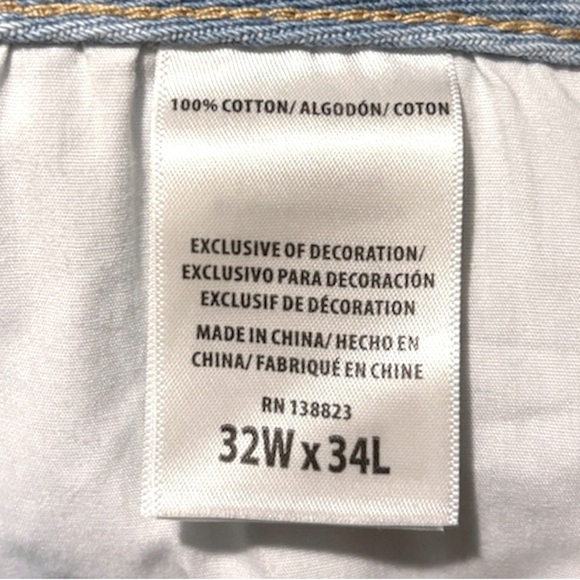 100% COTTON/ ALGODÓN/ COTON
EXCLUSIVE OF DECORATION/
EXCLUSIVO PARA DECORACIÓN
EXCLUSIF DE DÉCORATION
MADE IN CHINA/ HECHO EN
CHINA/ FABRIQUÉ EN CHINE
RN 138823
32W x 34L